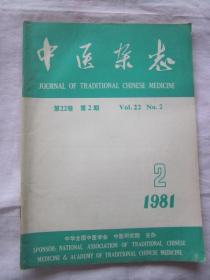 中医杂志
JOURNAL OF TRADITIONAL CHINESE MEDICINE
第22卷 第2期 Vol. 22 No. 2
2
1981
中华全国中医学会 中医研究院 主办
SPONSOR: NATIONAL ASSOCIATION OF TRADITIONAL CHINESE
MEDICINE & ACADEMY OF TRADITIONAL CHINESE MEDICINE